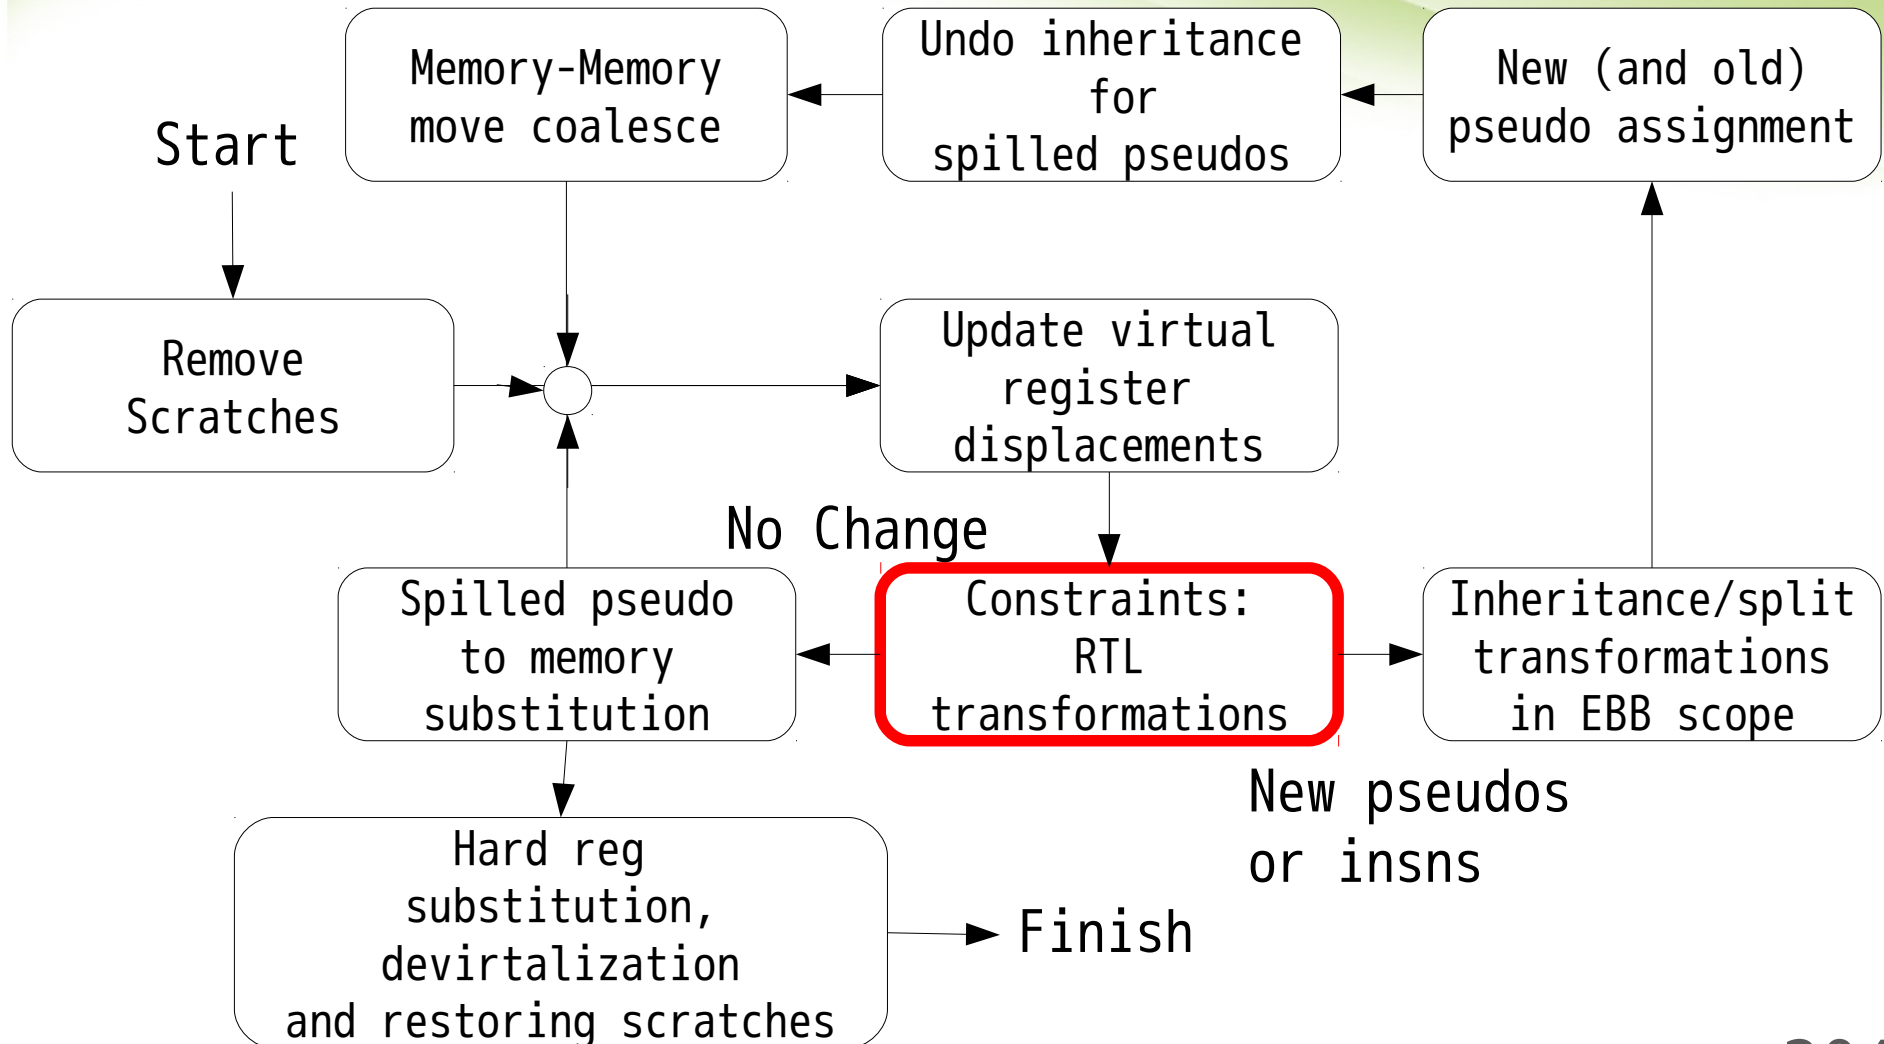 Memory-Memory
move coalesce
Undo inheritance
for
spilled pseudos
New (and old)
pseudo assignment
Start
Remove
Scratches
Update virtual
register
displacements
No Change
Spilled pseudo
to memory
substitution
Constraints:
RTL
transformations
Inheritance/split
transformations
in EBB scope
New pseudos
or insns
Hard reg
substitution,
devirtalization
and restoring scratches
Finish